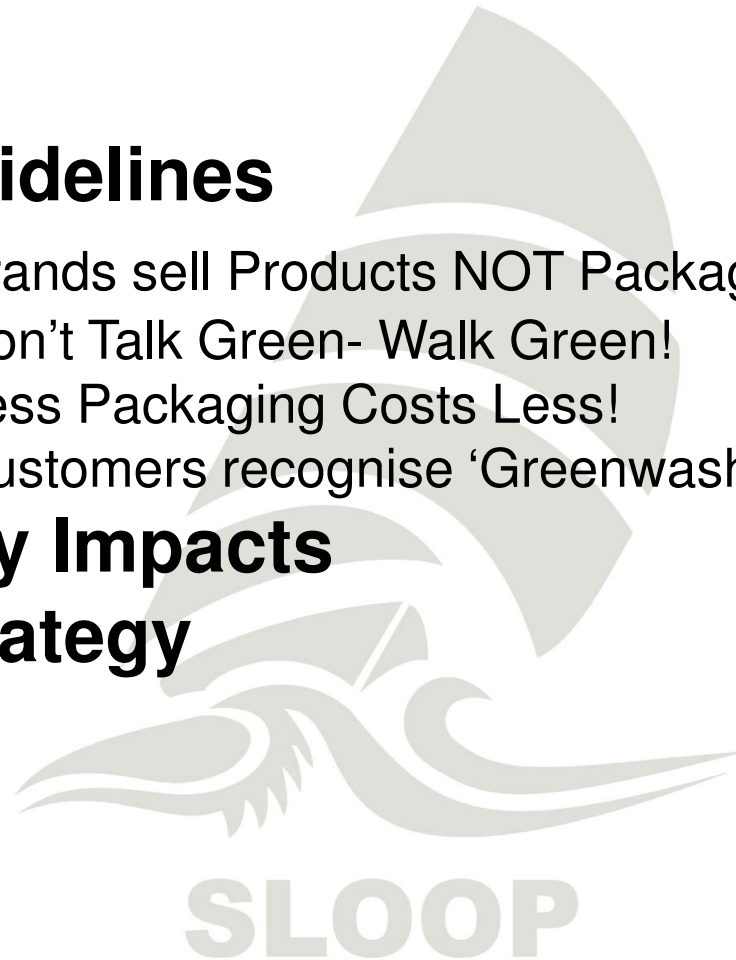 idelines
rands sell Products NOT Packag
on't Talk Green- Walk Green!
ess Packaging Costs Less!
ustomers recognise ‘Greenwash
y Impacts
ategy
SLOOP